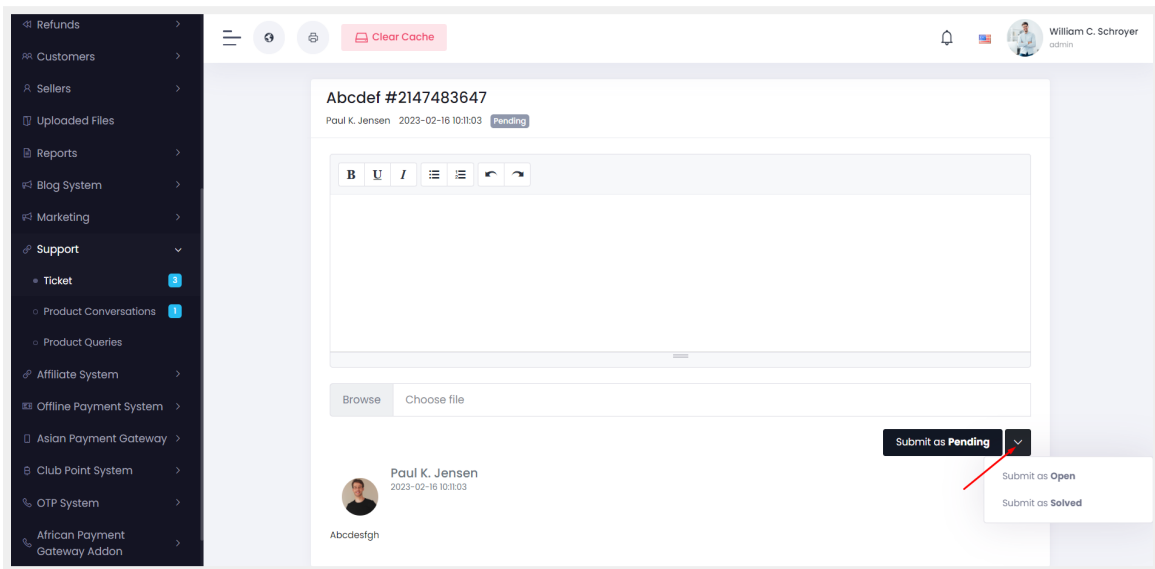 Refunds
Customers
Sellers
Uploaded Files
Reports
Blog System
Marketing
Support
Ticket 3
Product Conversations 1
Product Queries
Affiliate System
Offline Payment System
Asian Payment Gateway
Club Point System
OTP System
African Payment
Gateway Addon
Clear Cache
William C. Schroyer
admin
Abcdef #2147483647
Paul K. Jensen 2023-02-16 10:11:03 Pending
B U I
Browse Choose file
Submit as Pending
Submit as Open
Submit as Solved
Paul K. Jensen
2023-02-16 10:11:03
Abcdesfgh